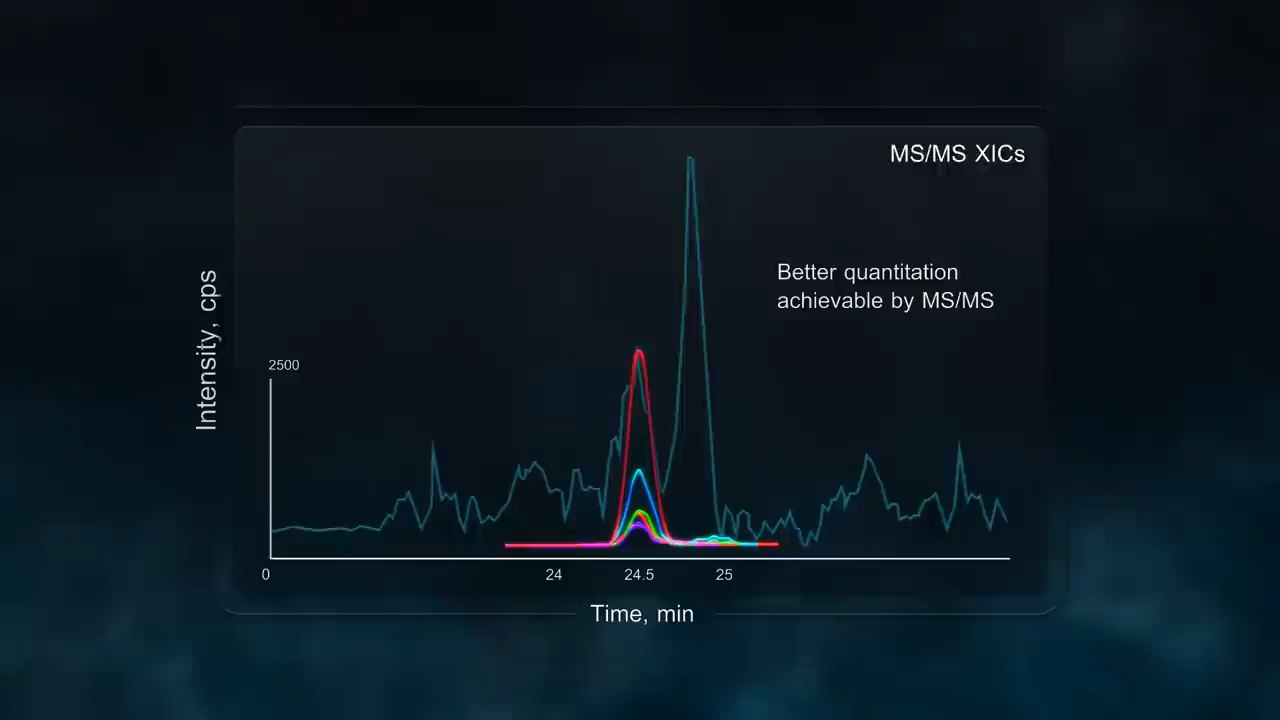 MS/MS XICs
Better quantitation
achievable by MS/MS
Intensity, cps
2500
0
24
24.5
25
Time, min